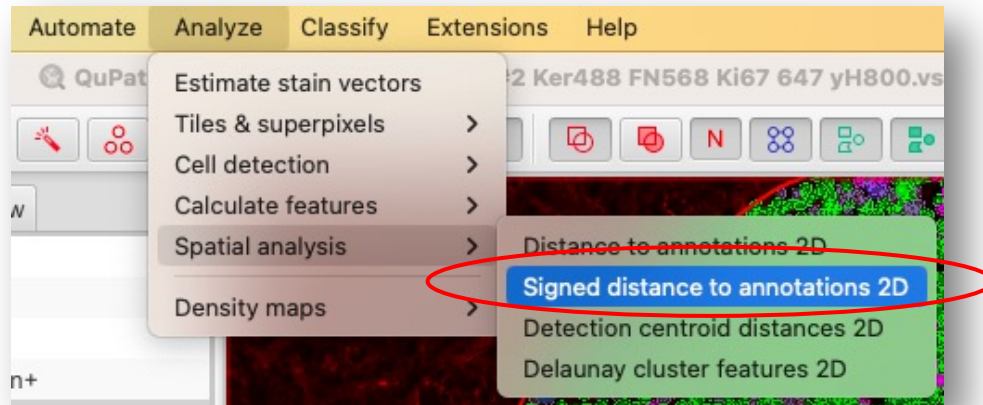 Automate Analyze Classify Extensions Help
QuPat 2 Ker488 FN568 Ki67 647 yH800.vs
Estimate stain vectors
Tiles & superpixels >
N
Cell detection >
w
Calculate features >
Spatial analysis >
Distance to annotations 2D
Signed distance to annotations 2D
Density maps >
Detection centroid distances 2D
Delaunay cluster features 2D
n+